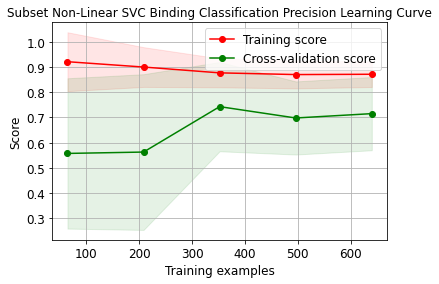 Subset Non-Linear SVC Binding Classification Precision Learning Curve
Training score
Cross-validation score
1.0
0.9
0.8
0.7
0.6
0.5
0.4
0.3
Score
100
200
300
400
500
600
Training examples